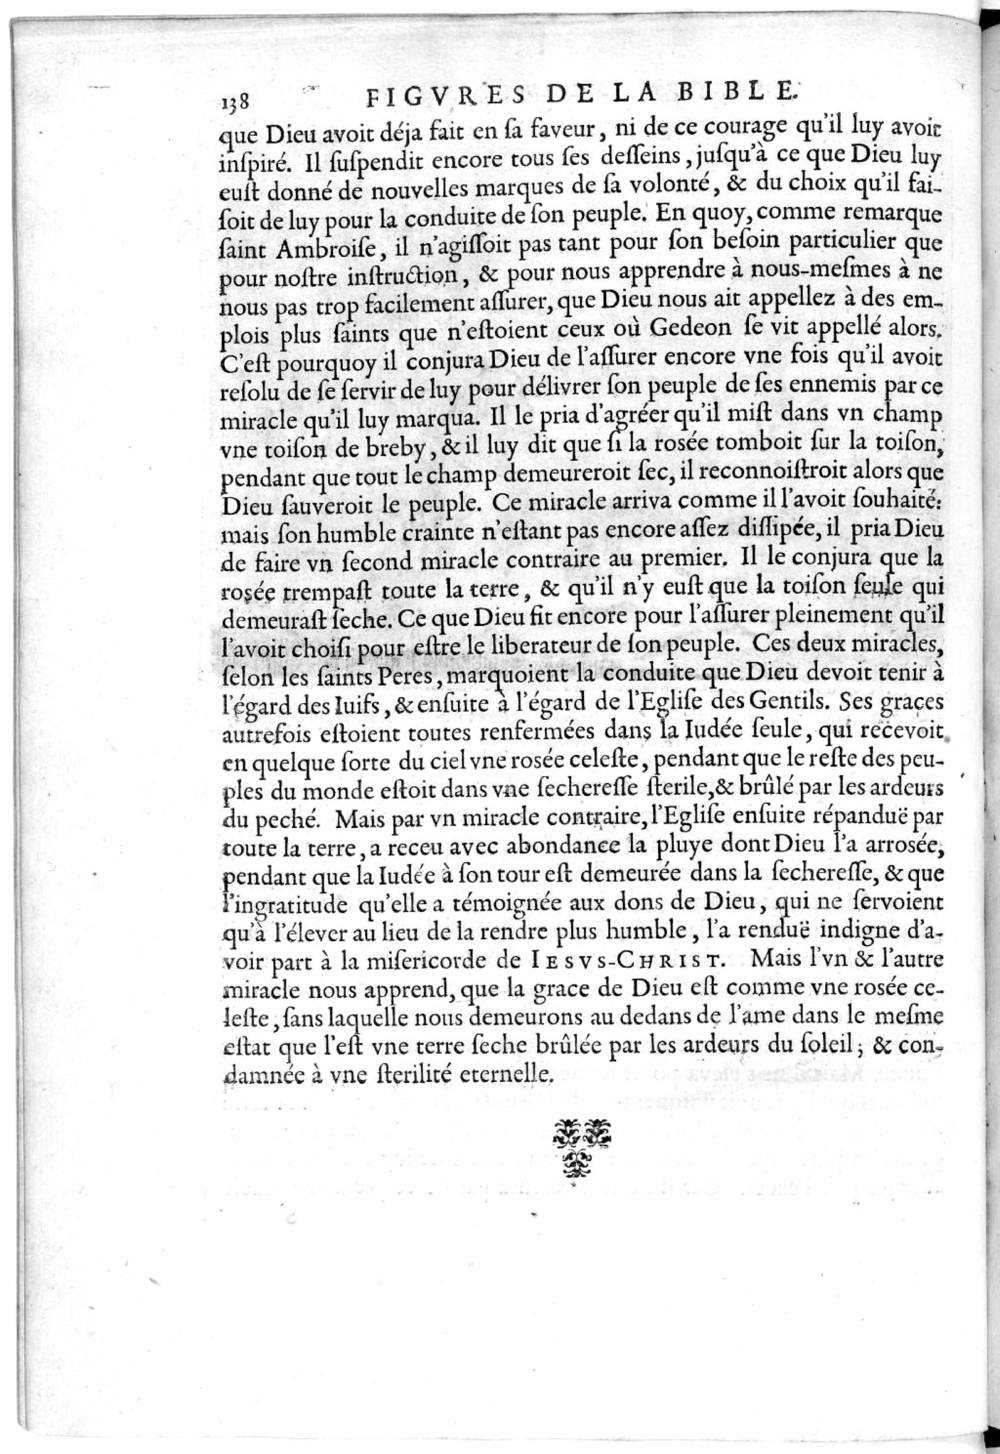 138 FIGVRES DE LA BIBLE.
que Dieu avoit déja fait en ſa faveur, ni de ce courage qu'il luy avoit
inſpiré. Il ſuſpendit encore tous ſes deſſeins, juſqu'à ce que Dieu luy
euſt donné de nouvelles marques de ſa volonté, & du choix qu'il fai-
ſoit de luy pour la conduite de ſon peuple. En quoy, comme remarque
ſaint Ambroiſe, il n'agiſſoit pas tant pour ſon beſoin particulier que
pour noſtre inſtruction, & pour nous apprendre à nous-meſmes à ne
nous pas trop facilement aſſurer, que Dieu nous ait appellez à des em-
plois plus ſaints que n'eſtoient ceux où Gedeon ſe vit appellé alors.
C'eſt pourquoy il conjura Dieu de l'aſſurer encore vne fois qu'il avoit
reſolu de ſe ſervir de luy pour délivrer ſon peuple de ſes ennemis par ce
miracle qu'il luy marqua. Il le pria d'agréer qu'il miſt dans vn champ
vne toiſon de breby, & il luy dit que ſi la rosée tomboit ſur la toiſon,
pendant que tout le champ demeureroit ſec, il reconnoiſtroit alors que
Dieu ſauveroit le peuple. Ce miracle arriva comme il l'avoit ſouhaité:
mais ſon humble crainte n'eſtant pas encore aſſez diſſipée, il pria Dieu
de faire vn ſecond miracle contraire au premier. Il le conjura que la
rosée trempaſt toute la terre, & qu'il n'y euſt que la toiſon ſeule qui
demeuraſt ſeche. Ce que Dieu fit encore pour l'aſſurer pleinement qu'il
l'avoit choiſi pour eſtre le liberateur de ſon peuple. Ces deux miracles,
ſelon les ſaints Peres, marquoient la conduite que Dieu devoit tenir à
l'égard des Iuifs, & enſuite à l'égard de l'Egliſe des Gentils. Ses graces
autrefois eſtoient toutes renfermées dans la Iudée ſeule, qui recevoit
en quelque ſorte du ciel vne rosée celeſte, pendant que le reſte des peu-
ples du monde eſtoit dans vne ſechereſſe ſterile, & brûlé par les ardeurs
du peché. Mais par vn miracle contraire, l'Egliſe enſuite répanduë par
toute la terre, a receu avec abondance la pluye dont Dieu l'a arrosée,
pendant que la Iudée à ſon tour eſt demeurée dans la ſechereſſe, & que
l'ingratitude qu'elle a témoignée aux dons de Dieu, qui ne ſervoient
qu'à l'élever au lieu de la rendre plus humble, l'a renduë indigne d'a-
voir part à la miſericorde de IESVS-CHRIST. Mais l'vn & l'autre
miracle nous apprend, que la grace de Dieu eſt comme vne rosée ce-
leſte, ſans laquelle nous demeurons au dedans de l'ame dans le meſme
eſtat que l'eſt vne terre ſeche brûlée par les ardeurs du ſoleil; & con-
damnée à vne ſterilité eternelle.